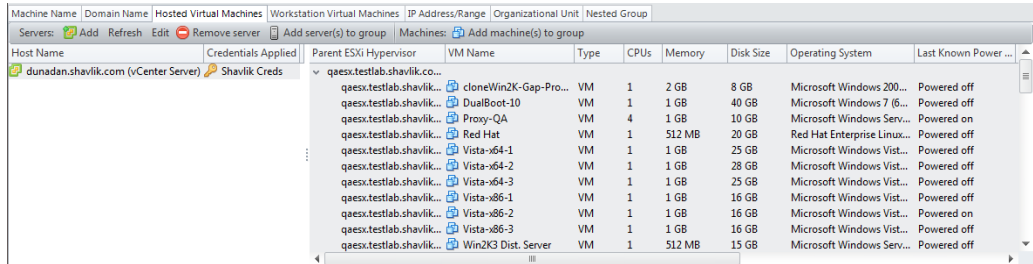 Machine Name Domain Name Hosted Virtual Machines Workstation Virtual Machines IP Address/Range Organizational Unit Nested Group
Servers: Add Refresh Edit Remove server Add server(s) to group Machines: Add machine(s) to group
Host Name Credentials Applied Parent ESXi Hypervisor VM Name Type CPUs Memory Disk Size Operating System Last Known Power ...
dunadan.shavlik.com (vCenter Server) Shavlik Creds qaesx.testlab.shavlik.co...
qaesx.testlab.shavlik... cloneWin2K-Gap-Pro... VM 1 2 GB 8 GB Microsoft Windows 200... Powered off
qaesx.testlab.shavlik... DualBoot-10 VM 1 1 GB 40 GB Microsoft Windows 7 (6... Powered off
qaesx.testlab.shavlik... Proxy-QA VM 4 1 GB 10 GB Microsoft Windows Serv... Powered on
qaesx.testlab.shavlik... Red Hat VM 1 512 MB 20 GB Red Hat Enterprise Linux... Powered off
qaesx.testlab.shavlik... Vista-x64-1 VM 1 1 GB 25 GB Microsoft Windows Vist... Powered off
qaesx.testlab.shavlik... Vista-x64-2 VM 1 1 GB 28 GB Microsoft Windows Vist... Powered off
qaesx.testlab.shavlik... Vista-x64-3 VM 1 1 GB 25 GB Microsoft Windows Vist... Powered off
qaesx.testlab.shavlik... Vista-x86-1 VM 1 1 GB 16 GB Microsoft Windows Vist... Powered off
qaesx.testlab.shavlik... Vista-x86-2 VM 1 1 GB 16 GB Microsoft Windows Vist... Powered on
qaesx.testlab.shavlik... Vista-x86-3 VM 1 1 GB 16 GB Microsoft Windows Vist... Powered off
qaesx.testlab.shavlik... Win2K3 Dist. Server VM 1 512 MB 15 GB Microsoft Windows Serv... Powered off